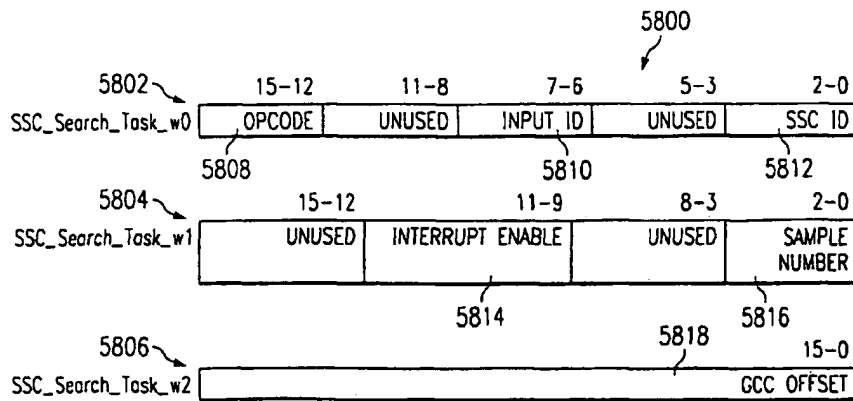 5800
5802 15-12 11-8 7-6 5-3 2-0
SSC_Search_Task_w0 OPCODE UNUSED INPUT ID UNUSED SSC ID
5808 5810 5812
5804 15-12 11-9 8-3 2-0
SSC_Search_Task_w1 UNUSED INTERRUPT ENABLE UNUSED SAMPLE
NUMBER
5814 5816
5806 5818 15-0
SSC_Search_Task_w2 GCC OFFSET